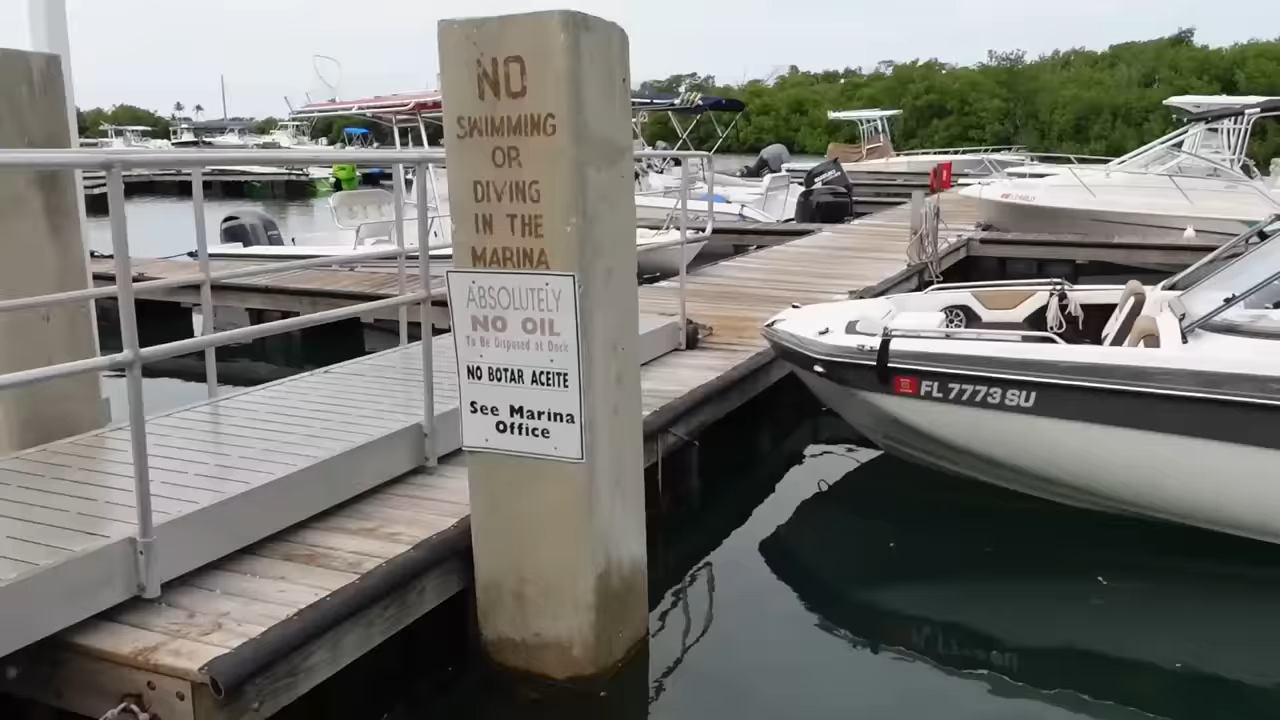 NO
SWIMMING
OR
DIVING
IN THE
MARINA
ABSOLUTELY
NO OIL
To Be Disposed at Dock
NO BOTAR ACEITE
See Marina
Office
FL 7773 SU
SUZUKI